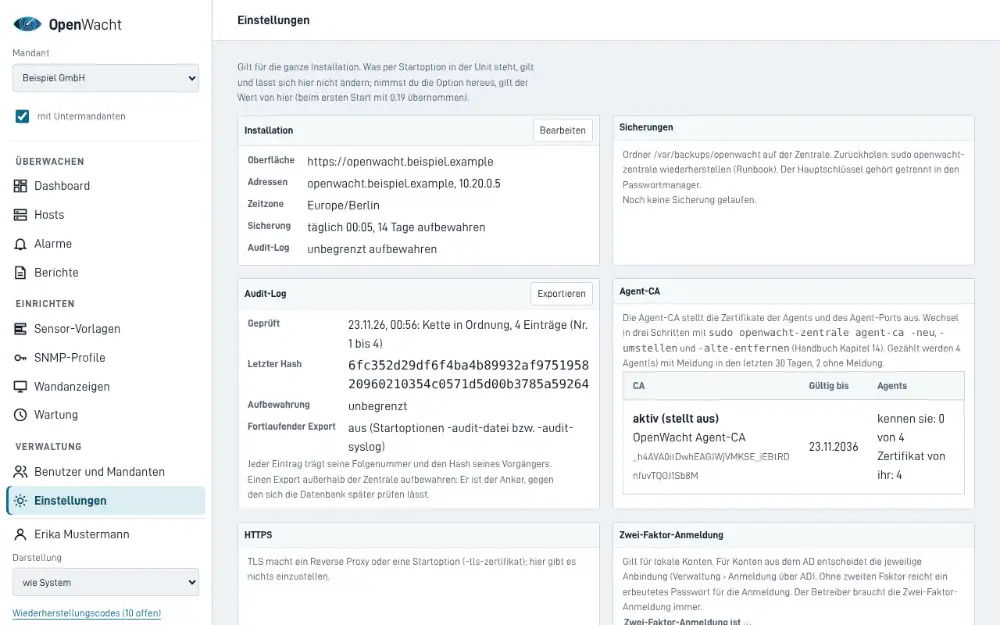 OpenWacht
Mandant
Beispiel GmbH
mit Untermandanten
ÜBERWACHEN
Dashboard
Hosts
Alarme
Berichte
EINRICHTEN
Sensor-Vorlagen
SNMP-Profile
Wandanzeigen
Wartung
VERWALTUNG
Benutzer und Mandanten
Einstellungen
Erika Mustermann
Darstellung
wie System
Wiederherstellungscodes (10 offen)
Einstellungen
Gilt für die ganze Installation. Was per Startoption in der Unit steht, gilt
und lässt sich hier nicht ändern; nimmst du die Option heraus, gilt der
Wert von hier (beim ersten Start mit 0.19 übernommen).
Installation
Bearbeiten
Oberfläche https://openwacht.beispiel.example
Adressen openwacht.beispiel.example, 10.20.0.5
Zeitzone Europe/Berlin
Sicherung täglich 00:05, 14 Tage aufbewahren
Audit-Log unbegrenzt aufbewahren
Sicherungen
Ordner /var/backups/openwacht auf der Zentrale. Zurückholen: sudo openwacht-
zentrale wiederherstellen (Runbook). Der Hauptschlüssel gehört getrennt in den
Passwortmanager.
Noch keine Sicherung gelaufen.
Audit-Log
Exportieren
Geprüft 23.11.26, 00:56: Kette in Ordnung, 4 Einträge (Nr.
1 bis 4)
Letzter Hash 6fc352d29df6f4ba4b89932af9751958
20960210354c0571d5d00b3785a59264
Aufbewahrung unbegrenzt
Fortlaufender Export aus (Startoptionen -audit-datei bzw. -audit-
syslog)
Jeder Eintrag trägt seine Folgenummer und den Hash seines Vorgängers.
Einen Export außerhalb der Zentrale aufbewahren: Er ist der Anker, gegen
den sich die Datenbank später prüfen lässt.
Agent-CA
Die Agent-CA stellt die Zertifikate der Agents und des Agent-Ports aus. Wechsel
in drei Schritten mit sudo openwacht-zentrale agent-ca -neu, -
umstellen und -alte-entfernen (Handbuch Kapitel 14). Gezählt werden 4
Agent(s) mit Meldung in den letzten 30 Tagen, 2 ohne Meldung.
CA Gültig bis Agents
aktiv (stellt aus)
OpenWacht Agent-CA
23.11.2036
kennen sie: 0
von 4
Zertifikat von
ihr: 4
HTTPS
TLS macht ein Reverse Proxy oder eine Startoption (-tls-zertifikat); hier gibt es
nichts einzustellen.
Zwei-Faktor-Anmeldung
Gilt für lokale Konten. Für Konten aus dem AD entscheidet die jeweilige
Anbindung (Verwaltung › Anmeldung über AD). Ohne zweiten Faktor reicht ein
erbeutetes Passwort für die Anmeldung. Der Betreiber braucht die Zwei-Faktor-
Anmeldung immer.
Zwei-Faktor-Anmeldung ist …